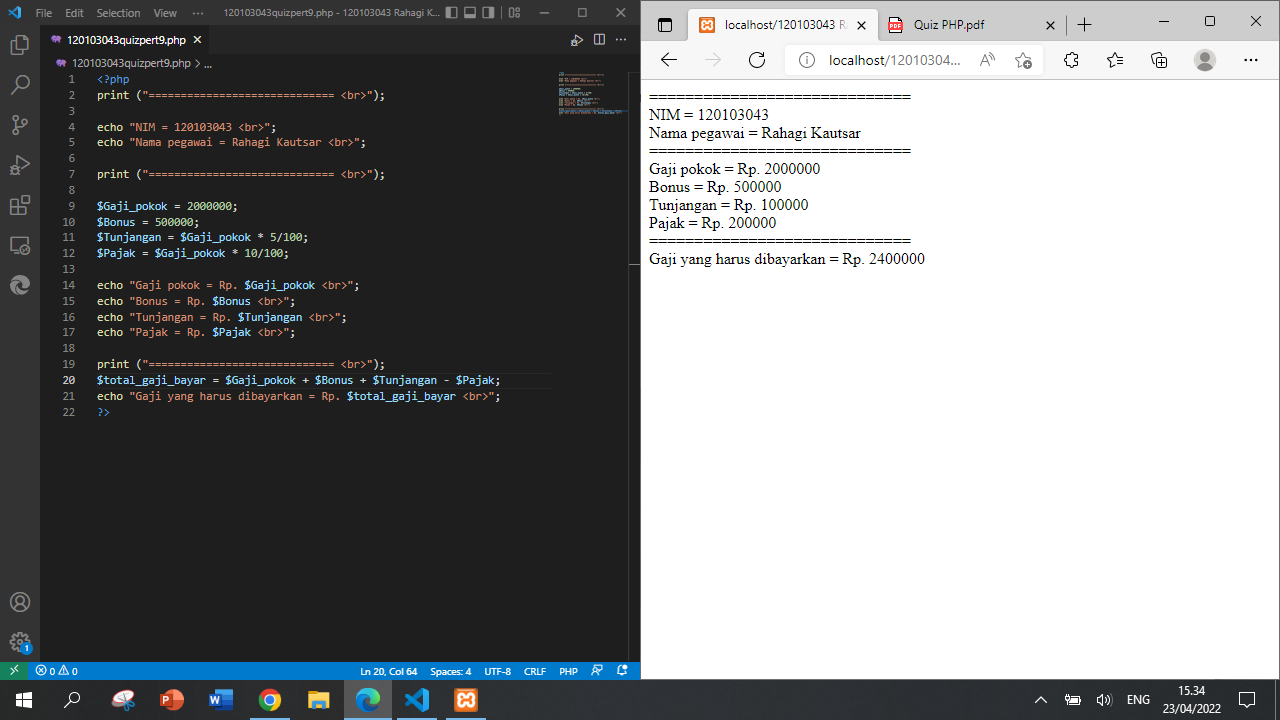 File Edit Selection View ··· 120103043quizpert9.php - 120103043 Rahagi K...
120103043quizpert9.php
120103043quizpert9.php > ...
1 <?php
2 print ("============================= <br>");
3
4 echo "NIM = 120103043 <br>";
5 echo "Nama pegawai = Rahagi Kautsar <br>";
6
7 print ("============================= <br>");
8
9 $Gaji_pokok = 2000000;
10 $Bonus = 500000;
11 $Tunjangan = $Gaji_pokok * 5/100;
12 $Pajak = $Gaji_pokok * 10/100;
13
14 echo "Gaji pokok = Rp. $Gaji_pokok <br>";
15 echo "Bonus = Rp. $Bonus <br>";
16 echo "Tunjangan = Rp. $Tunjangan <br>";
17 echo "Pajak = Rp. $Pajak <br>";
18
19 print ("============================= <br>");
20 $total_gaji_bayar = $Gaji_pokok + $Bonus + $Tunjangan - $Pajak;
21 echo "Gaji yang harus dibayarkan = Rp. $total_gaji_bayar <br>";
22 ?>
1
0 0 Ln 20, Col 64 Spaces: 4 UTF-8 CRLF PHP
localhost/120103043 Ra
Quiz PHP.pdf
localhost/12010304...
=============================
NIM = 120103043
Nama pegawai = Rahagi Kautsar
=============================
Gaji pokok = Rp. 2000000
Bonus = Rp. 500000
Tunjangan = Rp. 100000
Pajak = Rp. 200000
=============================
Gaji yang harus dibayarkan = Rp. 2400000
ENG
15.34
23/04/2022